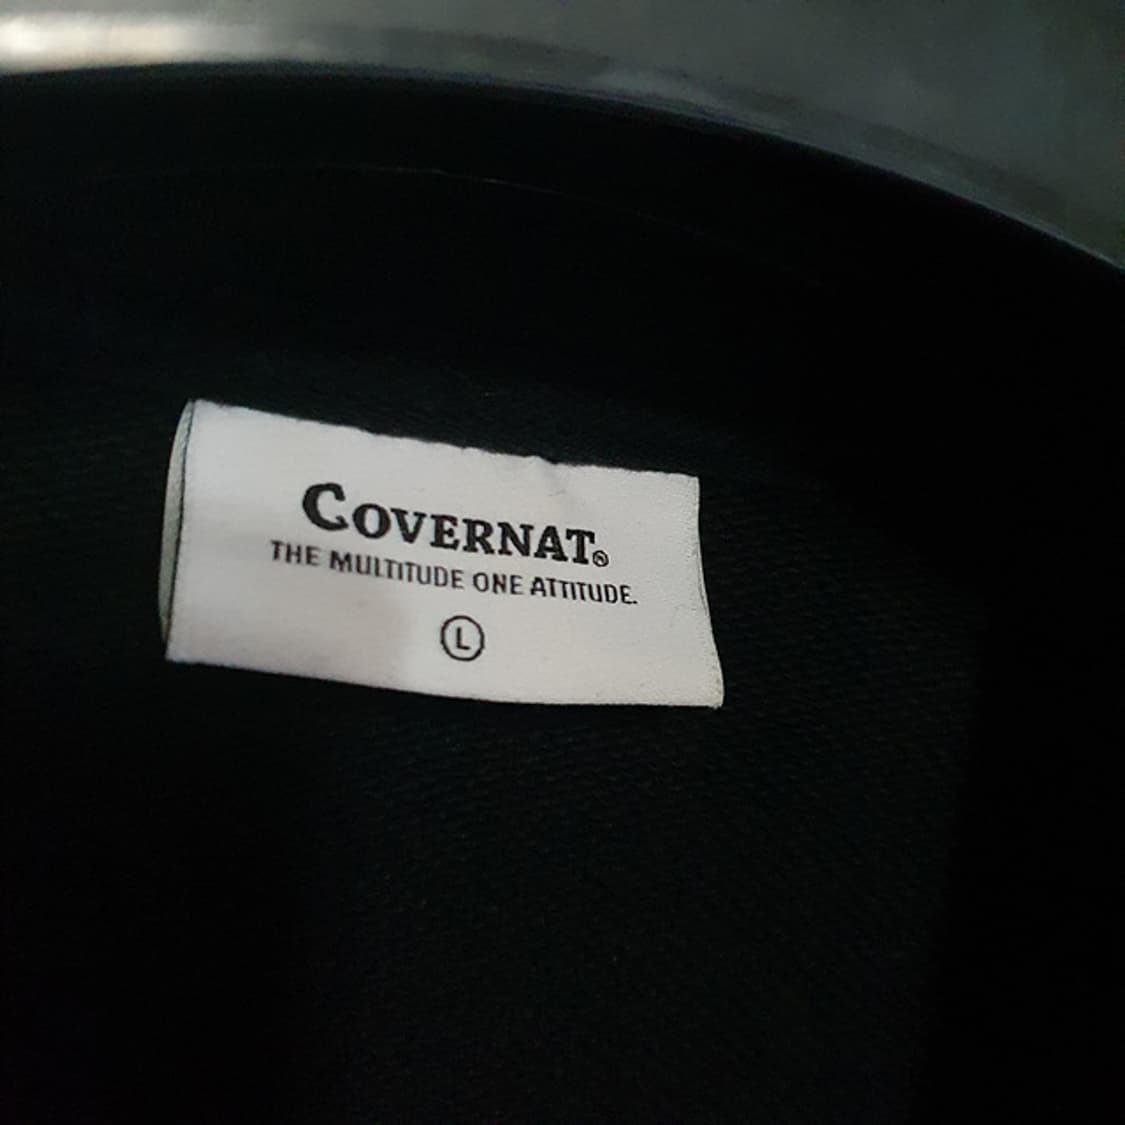 COVERNAT®
THE MULTITUDE ONE ATTITUDE.
L